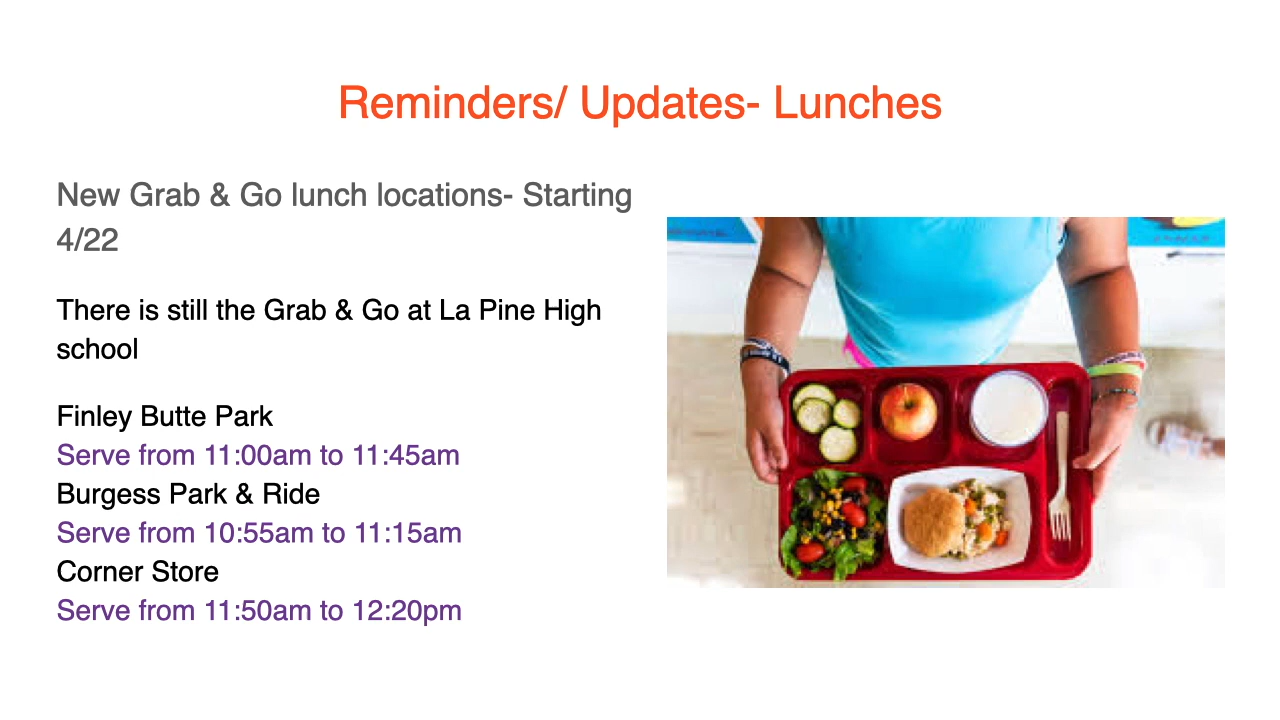 Reminders/ Updates- Lunches
New Grab & Go lunch locations- Starting
4/22
There is still the Grab & Go at La Pine High
school
Finley Butte Park
Serve from 11:00am to 11:45am
Burgess Park & Ride
Serve from 10:55am to 11:15am
Corner Store
Serve from 11:50am to 12:20pm